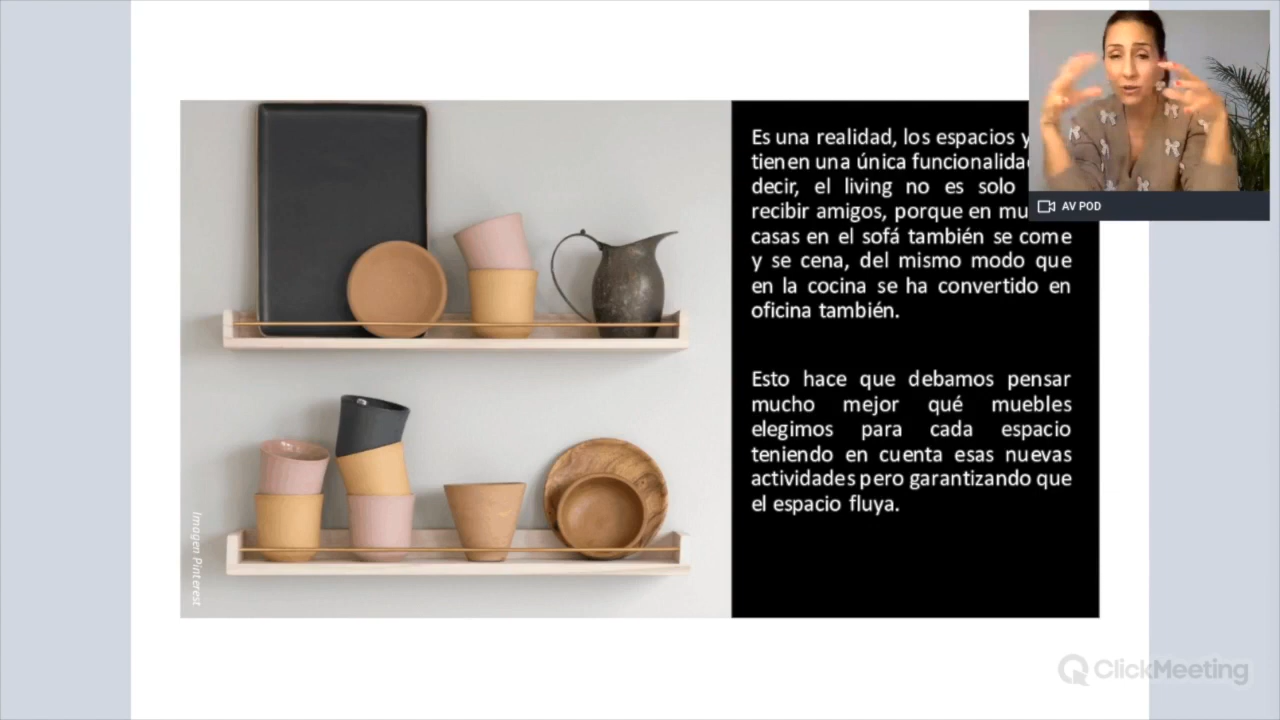 Es una realidad, los espacios y
tienen una única
decir, el living no es solo
recibir amigos, porque en
casas en el sofá también se come
y se cena, del mismo modo que
en la cocina se ha convertido en
oficina también.
Esto hace que debamos pensar
mucho mejor qué muebles
elegimos para cada espacio
teniendo en cuenta esas nuevas
actividades pero garantizando que
el espacio fluya.
Imagen Pinterest
AV POD
ClickMeeting